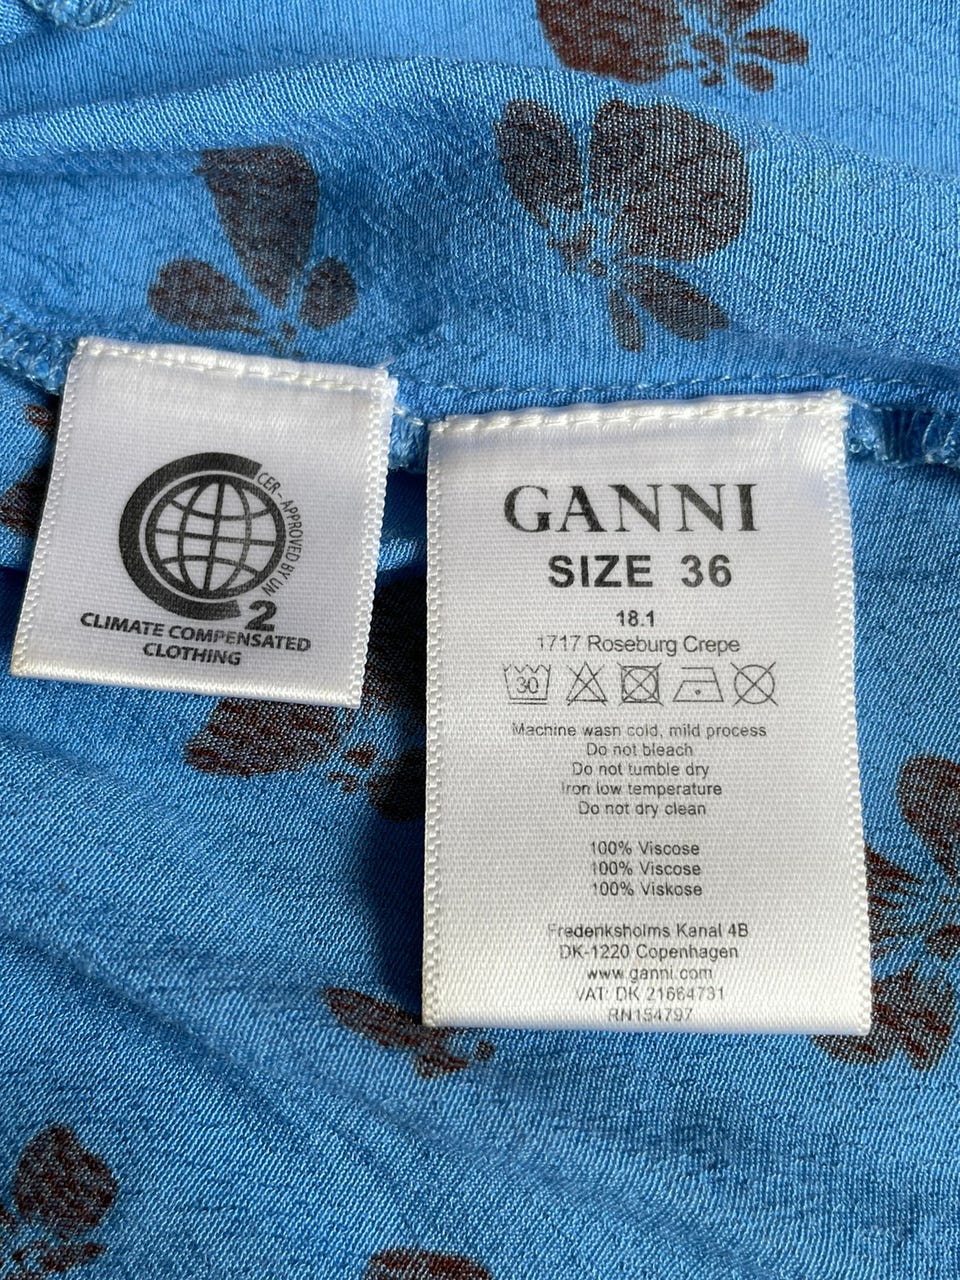 CER - APPROVED BY UN
2
CLIMATE COMPENSATED
CLOTHING
GANNI
SIZE 36
18.1
1717 Roseburg Crepe
30
Machine wasn cold, mild process
Do not bleach
Do not tumble dry
Iron low temperature
Do not dry clean
100% Viscose
100% Viscose
100% Viskose
Frederiksholms Kanal 4B
DK-1220 Copenhagen
www.ganni.com
VAT: DK 21664731
RN154797